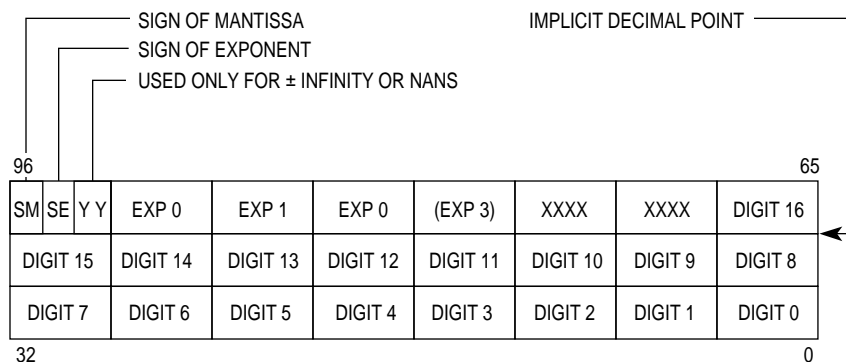 SIGN OF MANTISSA IMPLICIT DECIMAL POINT
SIGN OF EXPONENT
USED ONLY FOR ± INFINITY OR NANS
96 65
SM SE Y Y EXP 0 EXP 1 EXP 0 (EXP 3) XXXX XXXX DIGIT 16
DIGIT 15 DIGIT 14 DIGIT 13 DIGIT 12 DIGIT 11 DIGIT 10 DIGIT 9 DIGIT 8
DIGIT 7 DIGIT 6 DIGIT 5 DIGIT 4 DIGIT 3 DIGIT 2 DIGIT 1 DIGIT 0
32 0